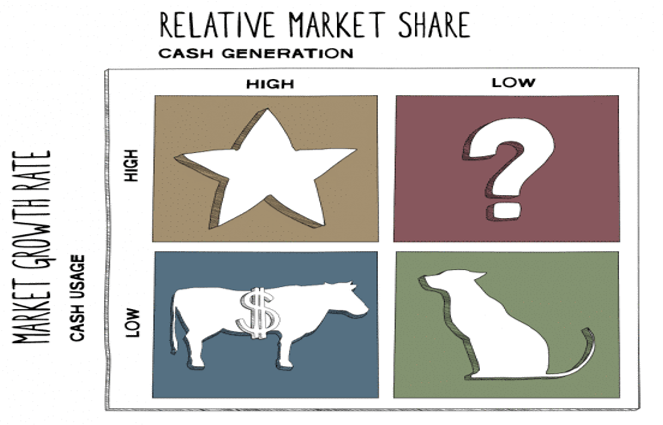 RELATIVE MARKET SHARE
CASH GENERATION
HIGH
LOW
MARKET GROWTH RATE
CASH USAGE
HIGH
?
LOW
$